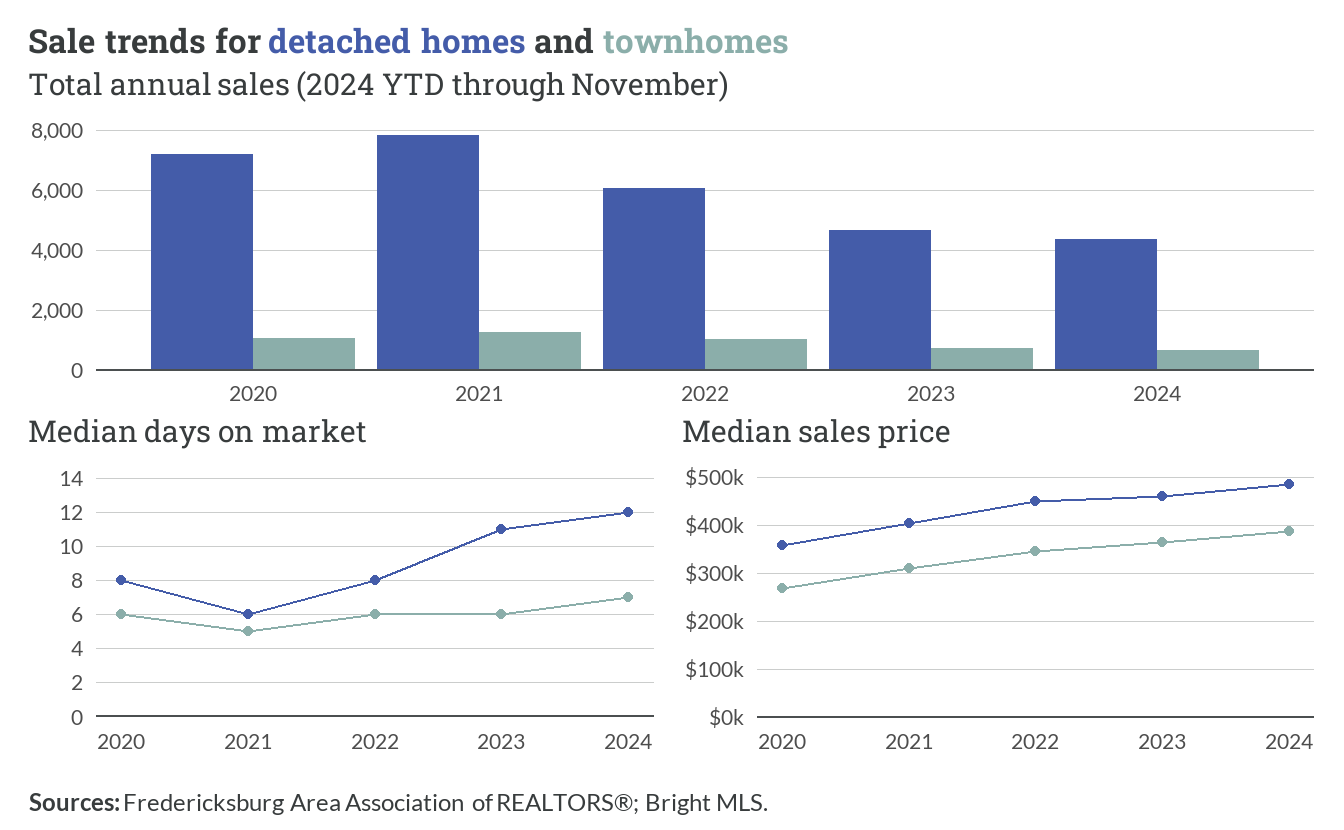 Sale trends for detached homes and townhomes
Total annual sales (2024 YTD through November)
8,000
6,000
4,000
2,000
0
2020 2021 2022 2023 2024
Median days on market
14
12
10
8
6
4
2
0
2020 2021 2022 2023 2024
Median sales price
$500k
$400k
$300k
$200k
$100k
$0k
2020 2021 2022 2023 2024
Sources: Fredericksburg Area Association of REALTORS®; Bright MLS.